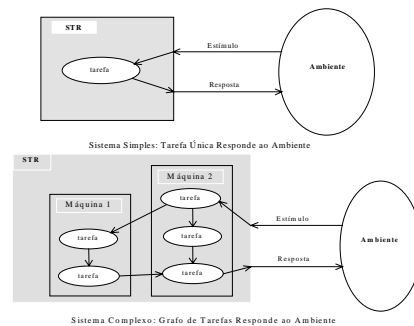 STR
Estímulo
tarefa
Ambiente
Resposta
Sistema Simples: Tarefa Única Responde ao Ambiente
STR
Máquina 2
Máquina 1
tarefa
Estímulo
tarefa
tarefa
Ambiente
Resposta
tarefa
tarefa
Sistema Complexo: Grafo de Tarefas Responde ao Ambiente